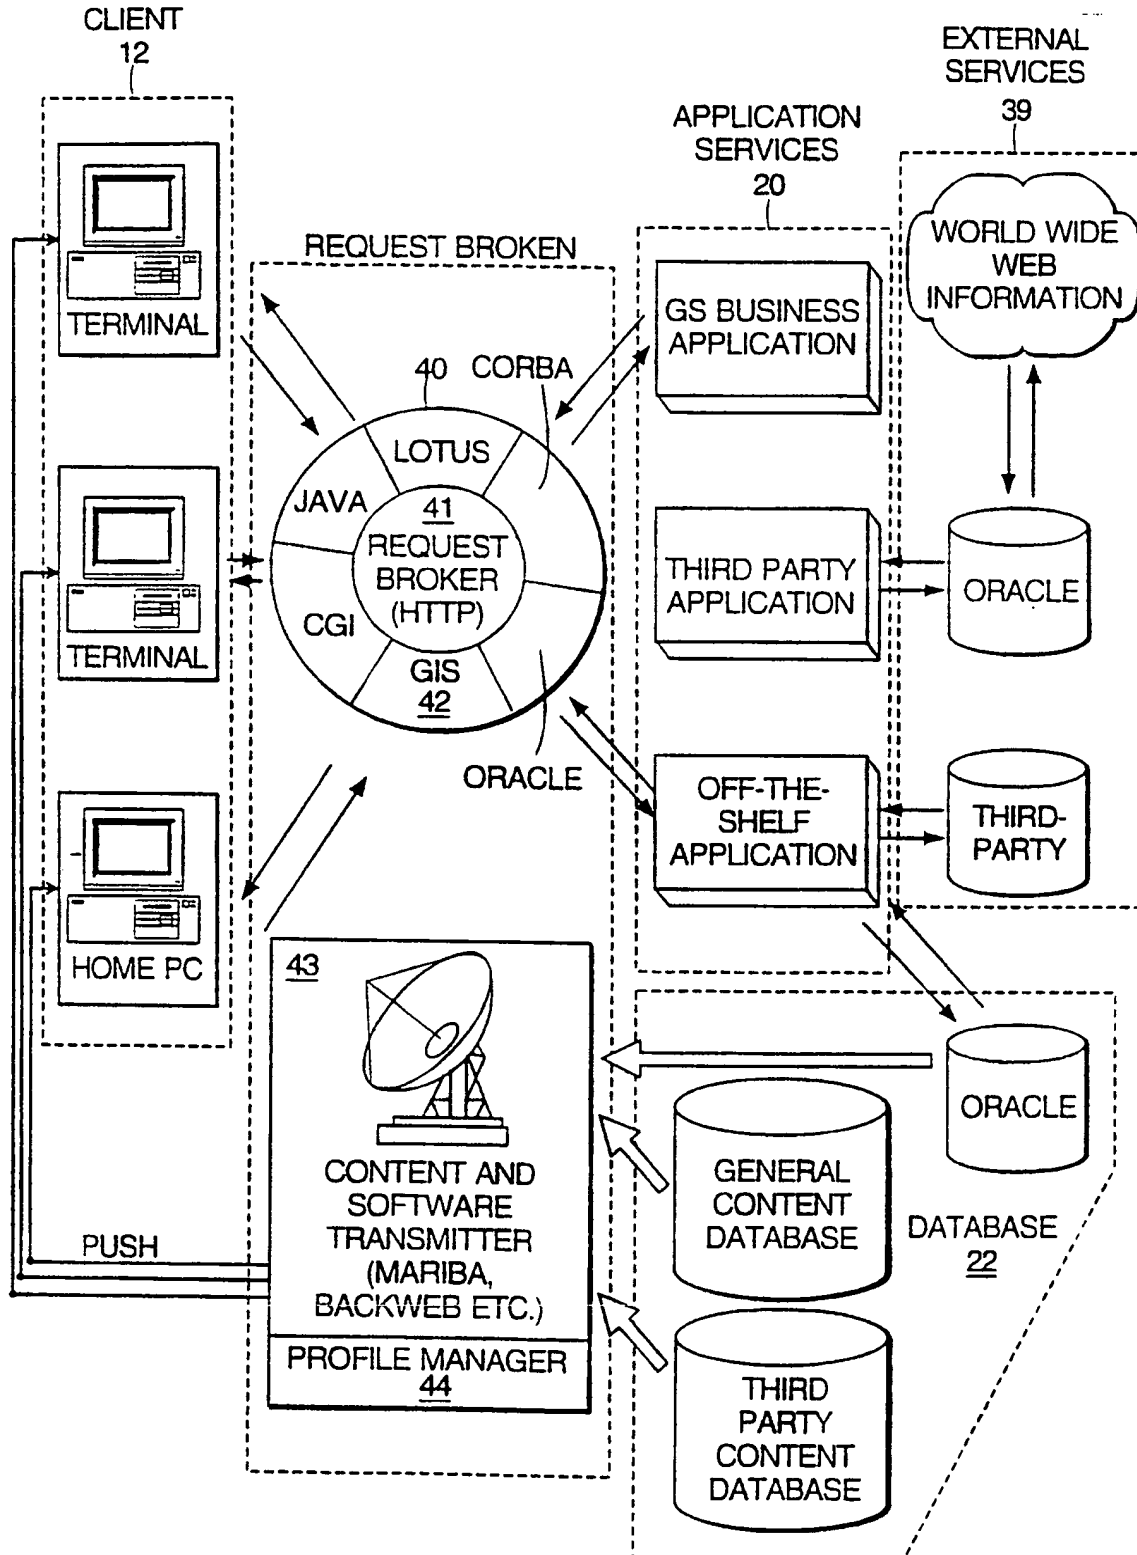 CLIENT
12
EXTERNAL
SERVICES
39
APPLICATION
SERVICES
20
REQUEST BROKEN
TERMINAL
TERMINAL
HOME PC
40
CORBA
LOTUS
JAVA
41
REQUEST
BROKER
(HTTP)
CGI
GIS
42
ORACLE
GS BUSINESS
APPLICATION
THIRD PARTY
APPLICATION
OFF-THE-
SHELF
APPLICATION
WORLD WIDE
WEB
INFORMATION
ORACLE
THIRD-
PARTY
43
CONTENT AND
SOFTWARE
TRANSMITTER
(MARIBA,
BACKWEB ETC.)
PROFILE MANAGER
44
PUSH
ORACLE
GENERAL
CONTENT
DATABASE
DATABASE
22
THIRD
PARTY
CONTENT
DATABASE